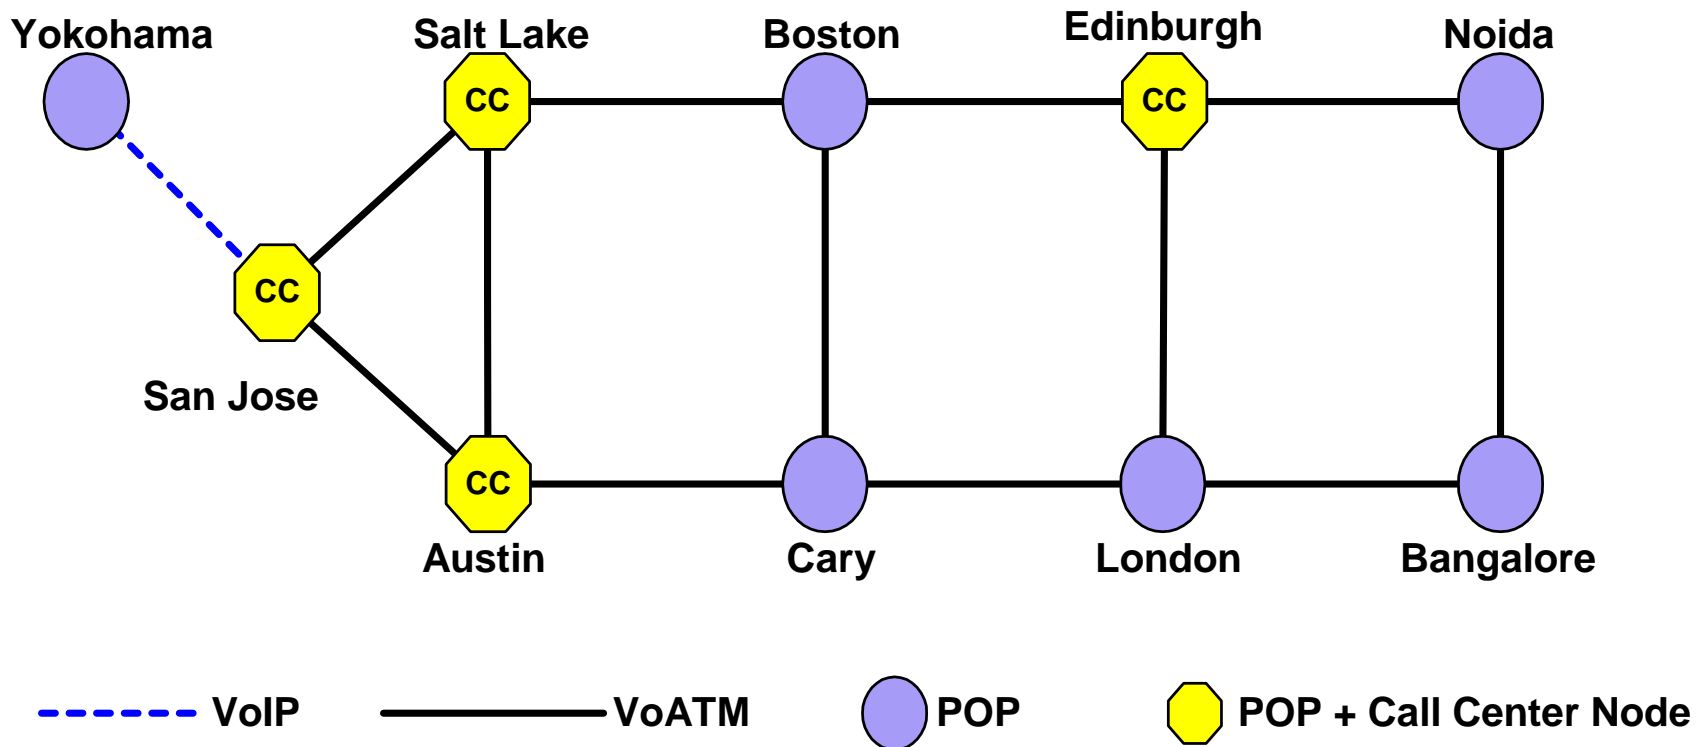 Yokohama
Salt Lake
Boston
Edinburgh
Noida
CC
CC
CC
San Jose
CC
Austin
Cary
London
Bangalore
VoIP
VoATM
POP
POP + Call Center Node